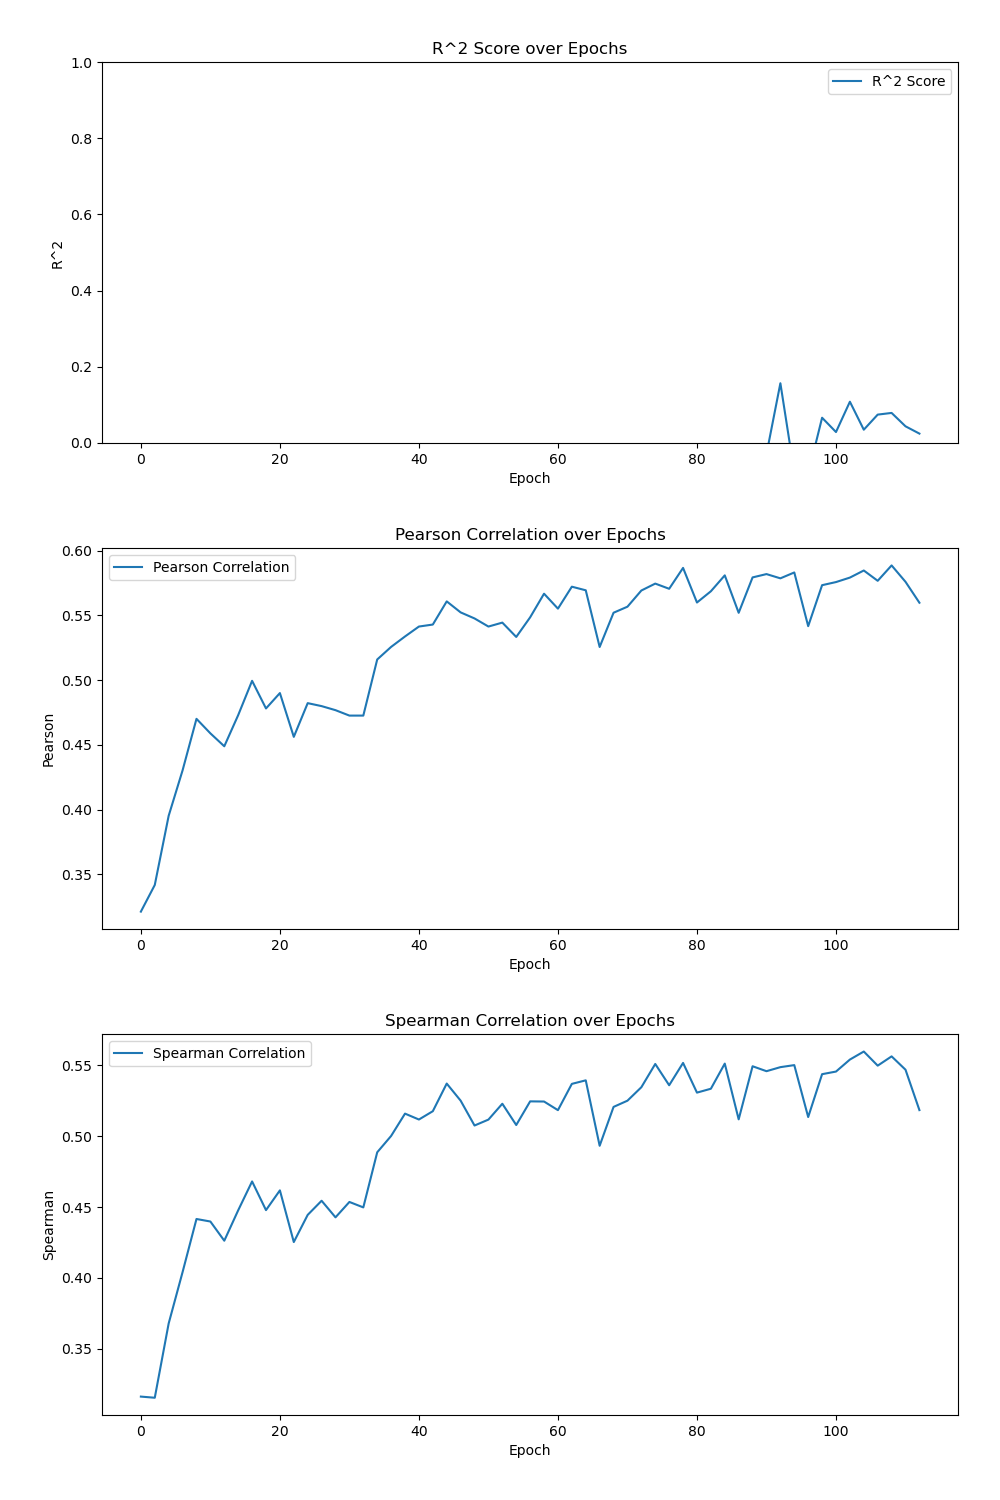 R^2 Score over Epochs
1.0
R^2 Score
0.8
0.6
R^2
0.4
0.2
0.0
0 20 40 60 80 100
Epoch
Pearson Correlation over Epochs
0.60
Pearson Correlation
0.55
0.50
Pearson
0.45
0.40
0.35
0 20 40 60 80 100
Epoch
Spearman Correlation over Epochs
Spearman Correlation
0.55
0.50
0.45
Spearman
0.40
0.35
0 20 40 60 80 100
Epoch